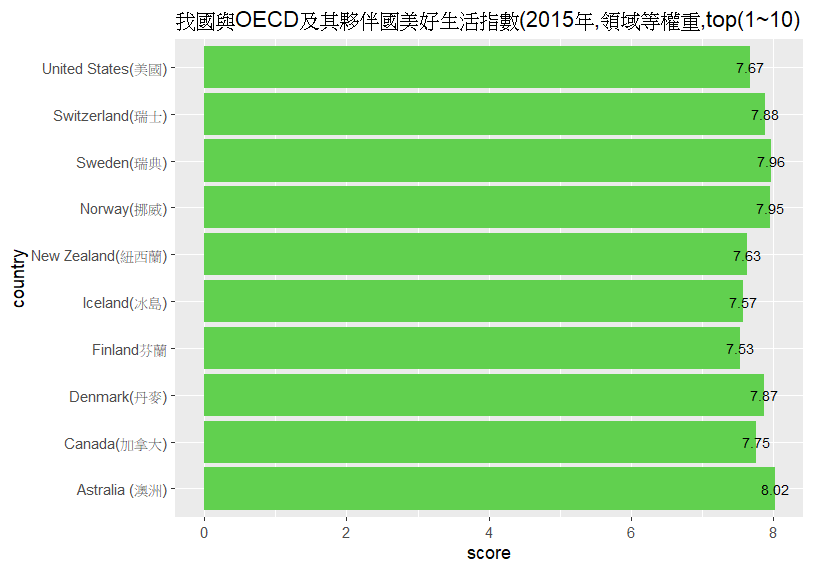 我國與OECD及其夥伴國美好生活指數(2015年,領域等權重,top(1~10)
country
United States(美國)
7.67
Switzerland(瑞士)
7.88
Sweden(瑞典)
7.96
Norway(挪威)
7.95
New Zealand(紐西蘭)
7.63
Iceland(冰島)
7.57
Finland芬蘭
7.53
Denmark(丹麥)
7.87
Canada(加拿大)
7.75
Astralia (澳洲)
8.02
0 2 4 6 8
score